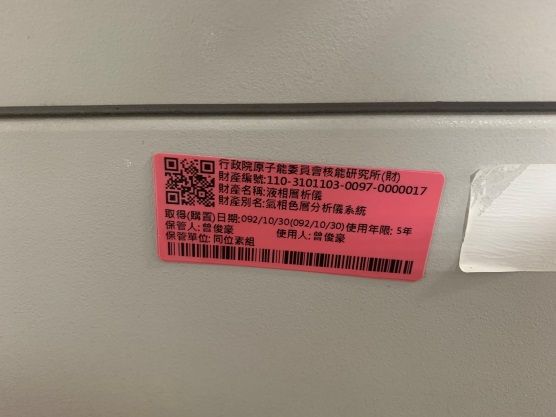 行政院原子能委員會核能研究所(財)
財產編號:110-3101103-0097-0000017
財產名稱:液相層析儀
財產別名:氣相色層分析儀系統
取得(購置)日期:092/10/30(092/10/30)使用年限: 5年
保管人:曾俊豪 使用人:曾俊豪
保管單位:同位素組